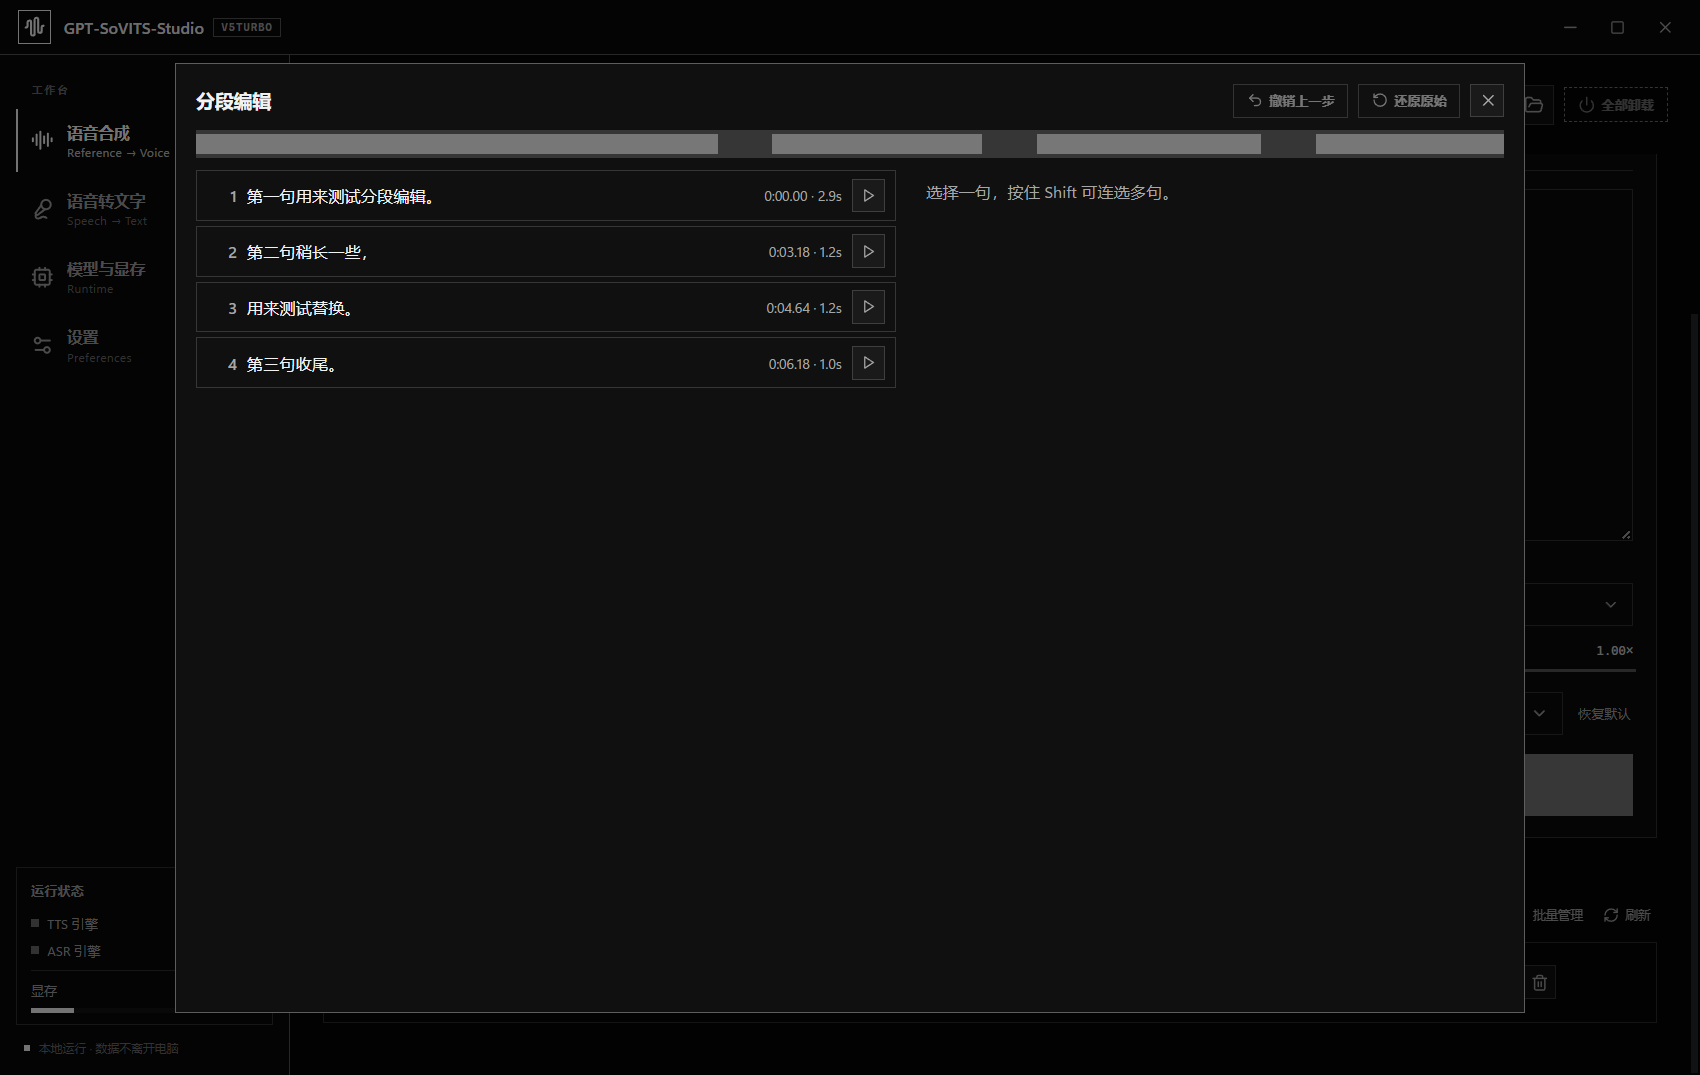 GPT-SoVITS-Studio V5TURBO
工作台
语音合成
Reference → Voice
语音转文字
Speech → Text
模型与显存
Runtime
设置
Preferences
分段编辑
撤销上一步
还原原始
全部卸载
1 第一句用来测试分段编辑。 0:00.00 · 2.9s
2 第二句稍长一些， 0:03.18 · 1.2s
3 用来测试替换。 0:04.64 · 1.2s
4 第三句收尾。 0:06.18 · 1.0s
选择一句，按住 Shift 可连选多句。
1.00×
恢复默认
批量管理
刷新
运行状态
TTS 引擎
ASR 引擎
显存
本地运行 · 数据不离开电脑